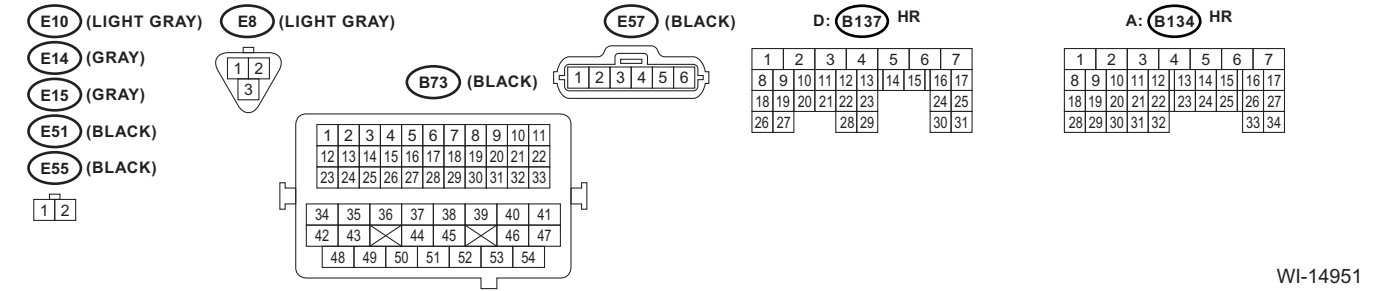 E10 (LIGHT GRAY)
E14 (GRAY)
E15 (GRAY)
E51 (BLACK)
E55 (BLACK)
1 2
E8 (LIGHT GRAY)
1 2
3
B73 (BLACK)
1 2 3 4 5 6 7 8 9 10 11
12 13 14 15 16 17 18 19 20 21 22
23 24 25 26 27 28 29 30 31 32 33
34 35 36 37 38 39 40 41
42 43 44 45 46 47
48 49 50 51 52 53 54
E57 (BLACK)
1 2 3 4 5 6
D: B137 HR
1 2 3 4 5 6 7
8 9 10 11 12 13 14 15 16 17
18 19 20 21 22 23 24 25
26 27 28 29 30 31
A: B134 HR
1 2 3 4 5 6 7
8 9 10 11 12 13 14 15 16 17
18 19 20 21 22 23 24 25 26 27
28 29 30 31 32 33 34
WI-14951